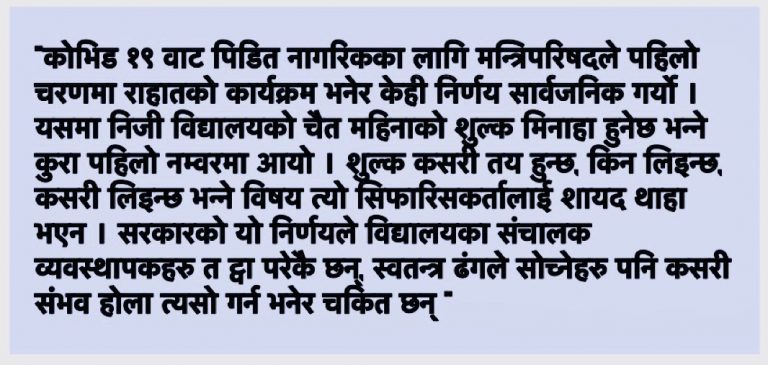 "कोभिड १९ वाट पिडित नागरिकका लागि मन्त्रिपरिषदले पहिलो
चरणमा राहातको कार्यक्रम भनेर केही निर्णय सार्वजनिक गर्यो ।
यसमा निजी विद्यालयको चैत महिनाको शुल्क मिनाहा हुनेछ भन्ने
कुरा पहिलो नम्वरमा आयो । शुल्क कसरी तय हुन्छ, किन लिइन्छ,
कसरी लिइन्छ भन्ने विषय त्यो सिफारिसकर्तालाई शायद थाहा
भएन । सरकारको यो निर्णयले विद्यालयका संचालक
व्यवस्थापकहरु त ट्वा परेकै छन्, स्वतन्त्र ढंगले सोच्नेहरु पनि कसरी
संभव होला त्यसो गर्न भनेर चकित छन् "